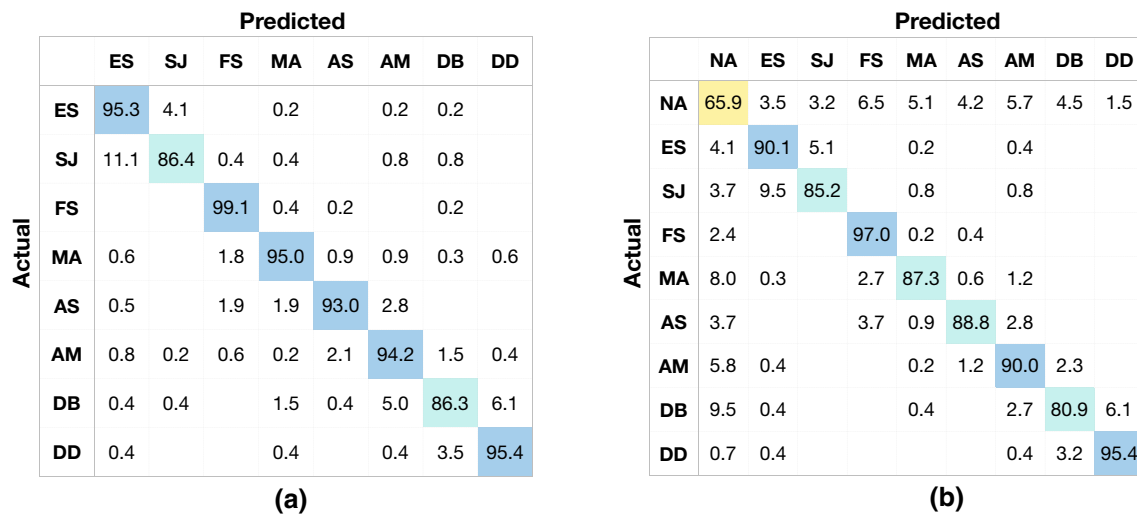 Predicted
ES SJ FS MA AS AM DB DD
Actual
ES 95.3 4.1 0.2 0.2 0.2
SJ 11.1 86.4 0.4 0.4 0.8 0.8
FS 99.1 0.4 0.2 0.2
MA 0.6 1.8 95.0 0.9 0.9 0.3 0.6
AS 0.5 1.9 1.9 93.0 2.8
AM 0.8 0.2 0.6 0.2 2.1 94.2 1.5 0.4
DB 0.4 0.4 1.5 0.4 5.0 86.3 6.1
DD 0.4 0.4 0.4 3.5 95.4
(a)
Predicted
NA ES SJ FS MA AS AM DB DD
Actual
NA 65.9 3.5 3.2 6.5 5.1 4.2 5.7 4.5 1.5
ES 4.1 90.1 5.1 0.2 0.4
SJ 3.7 9.5 85.2 0.8 0.8
FS 2.4 97.0 0.2 0.4
MA 8.0 0.3 2.7 87.3 0.6 1.2
AS 3.7 3.7 0.9 88.8 2.8
AM 5.8 0.4 0.2 1.2 90.0 2.3
DB 9.5 0.4 0.4 2.7 80.9 6.1
DD 0.7 0.4 0.4 3.2 95.4
(b)